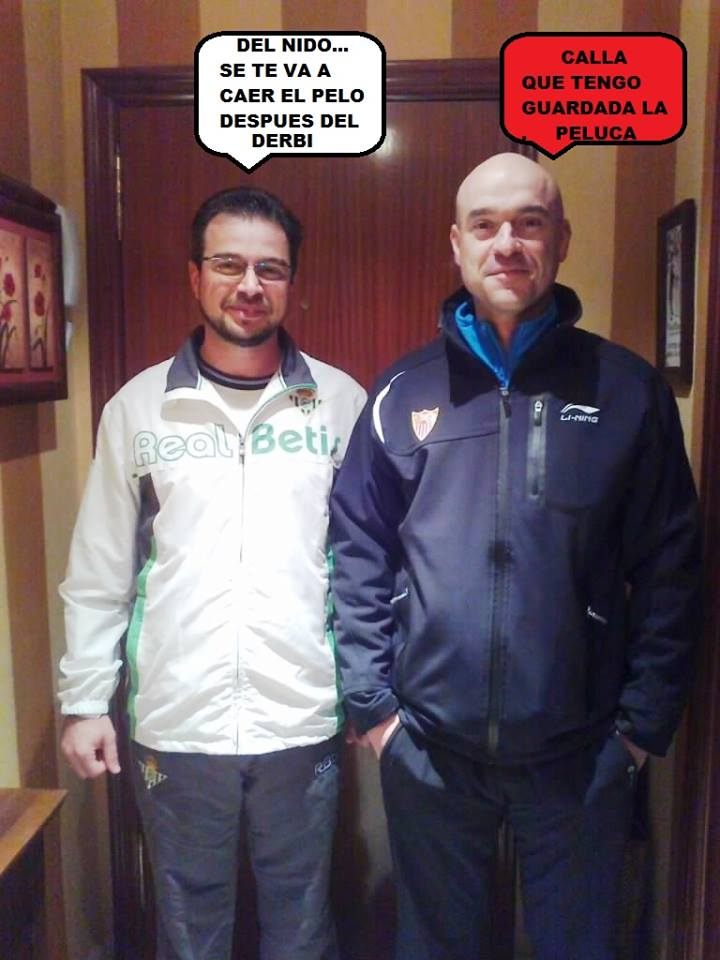 DEL NIDO...
SE TE VA A
CAER EL PELO
DESPUES DEL
DERBI
CALLA
QUE TENGO
GUARDADA LA
. PELUCA
Real Betis
LI-NING